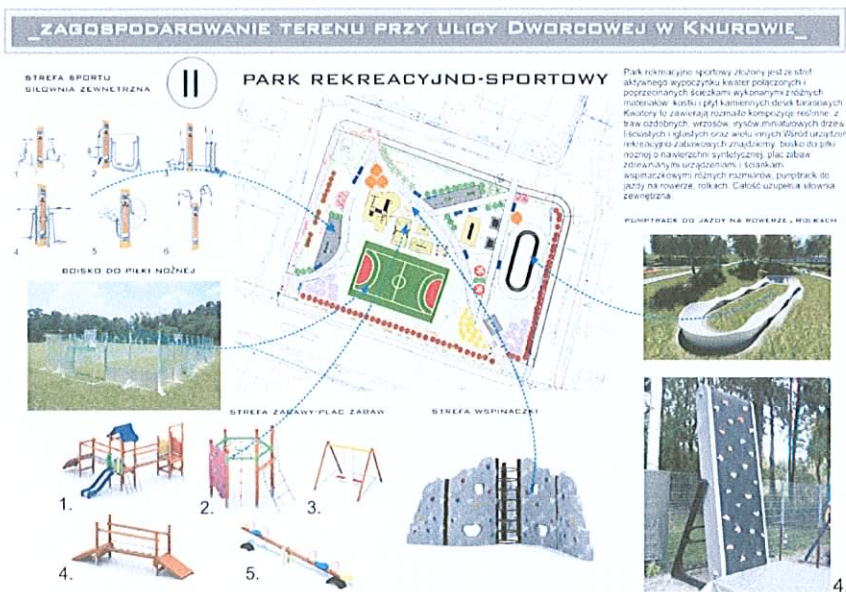 _ZAGOSPODAROWANIE TERENU PRZY ULICY DWORCOWEJ W KNUROWIE_
STREFA SPORTU
SIŁOWNIA ZEWNĘTRZNA
II
PARK REKREACYJNO-SPORTOWY
Park rekreacyjno sportowy złożony jest ze stref
aktywnego wypoczynku kwater połączonych i
poprzecinanych ścieżkami wykonanymi z różnych
materiałów: kostki i płyt kamiennych, desek tarasowych.
Kwatery te zawierają rozmaite kompozycje roślinne: z
traw ozdobnych, wrzosów, irysów, miniaturowych drzew
liściastych i iglastych oraz wielu innych. Wśród urządzeń
rekreacyjno-zabawowych znajdziemy: boisko do piłki
nożnej o nawierzchni syntetycznej, plac zabaw
z drewnianymi urządzeniami i ściankami
wspinaczkowymi różnych rozmiarów, pumptrack do
jazdy na rowerze, rolkach. Całość uzupełnia siłownia
zewnętrzna.
1 2 3
4 5 6
PUMPTRACK DO JAZDY NA ROWERZE, ROLKACH
BOISKO DO PIŁKI NOŻNEJ
STREFA ZABAWY-PLAC ZABAW
STREFA WSPINACZKI
1.
2.
3.
4.
5.
4